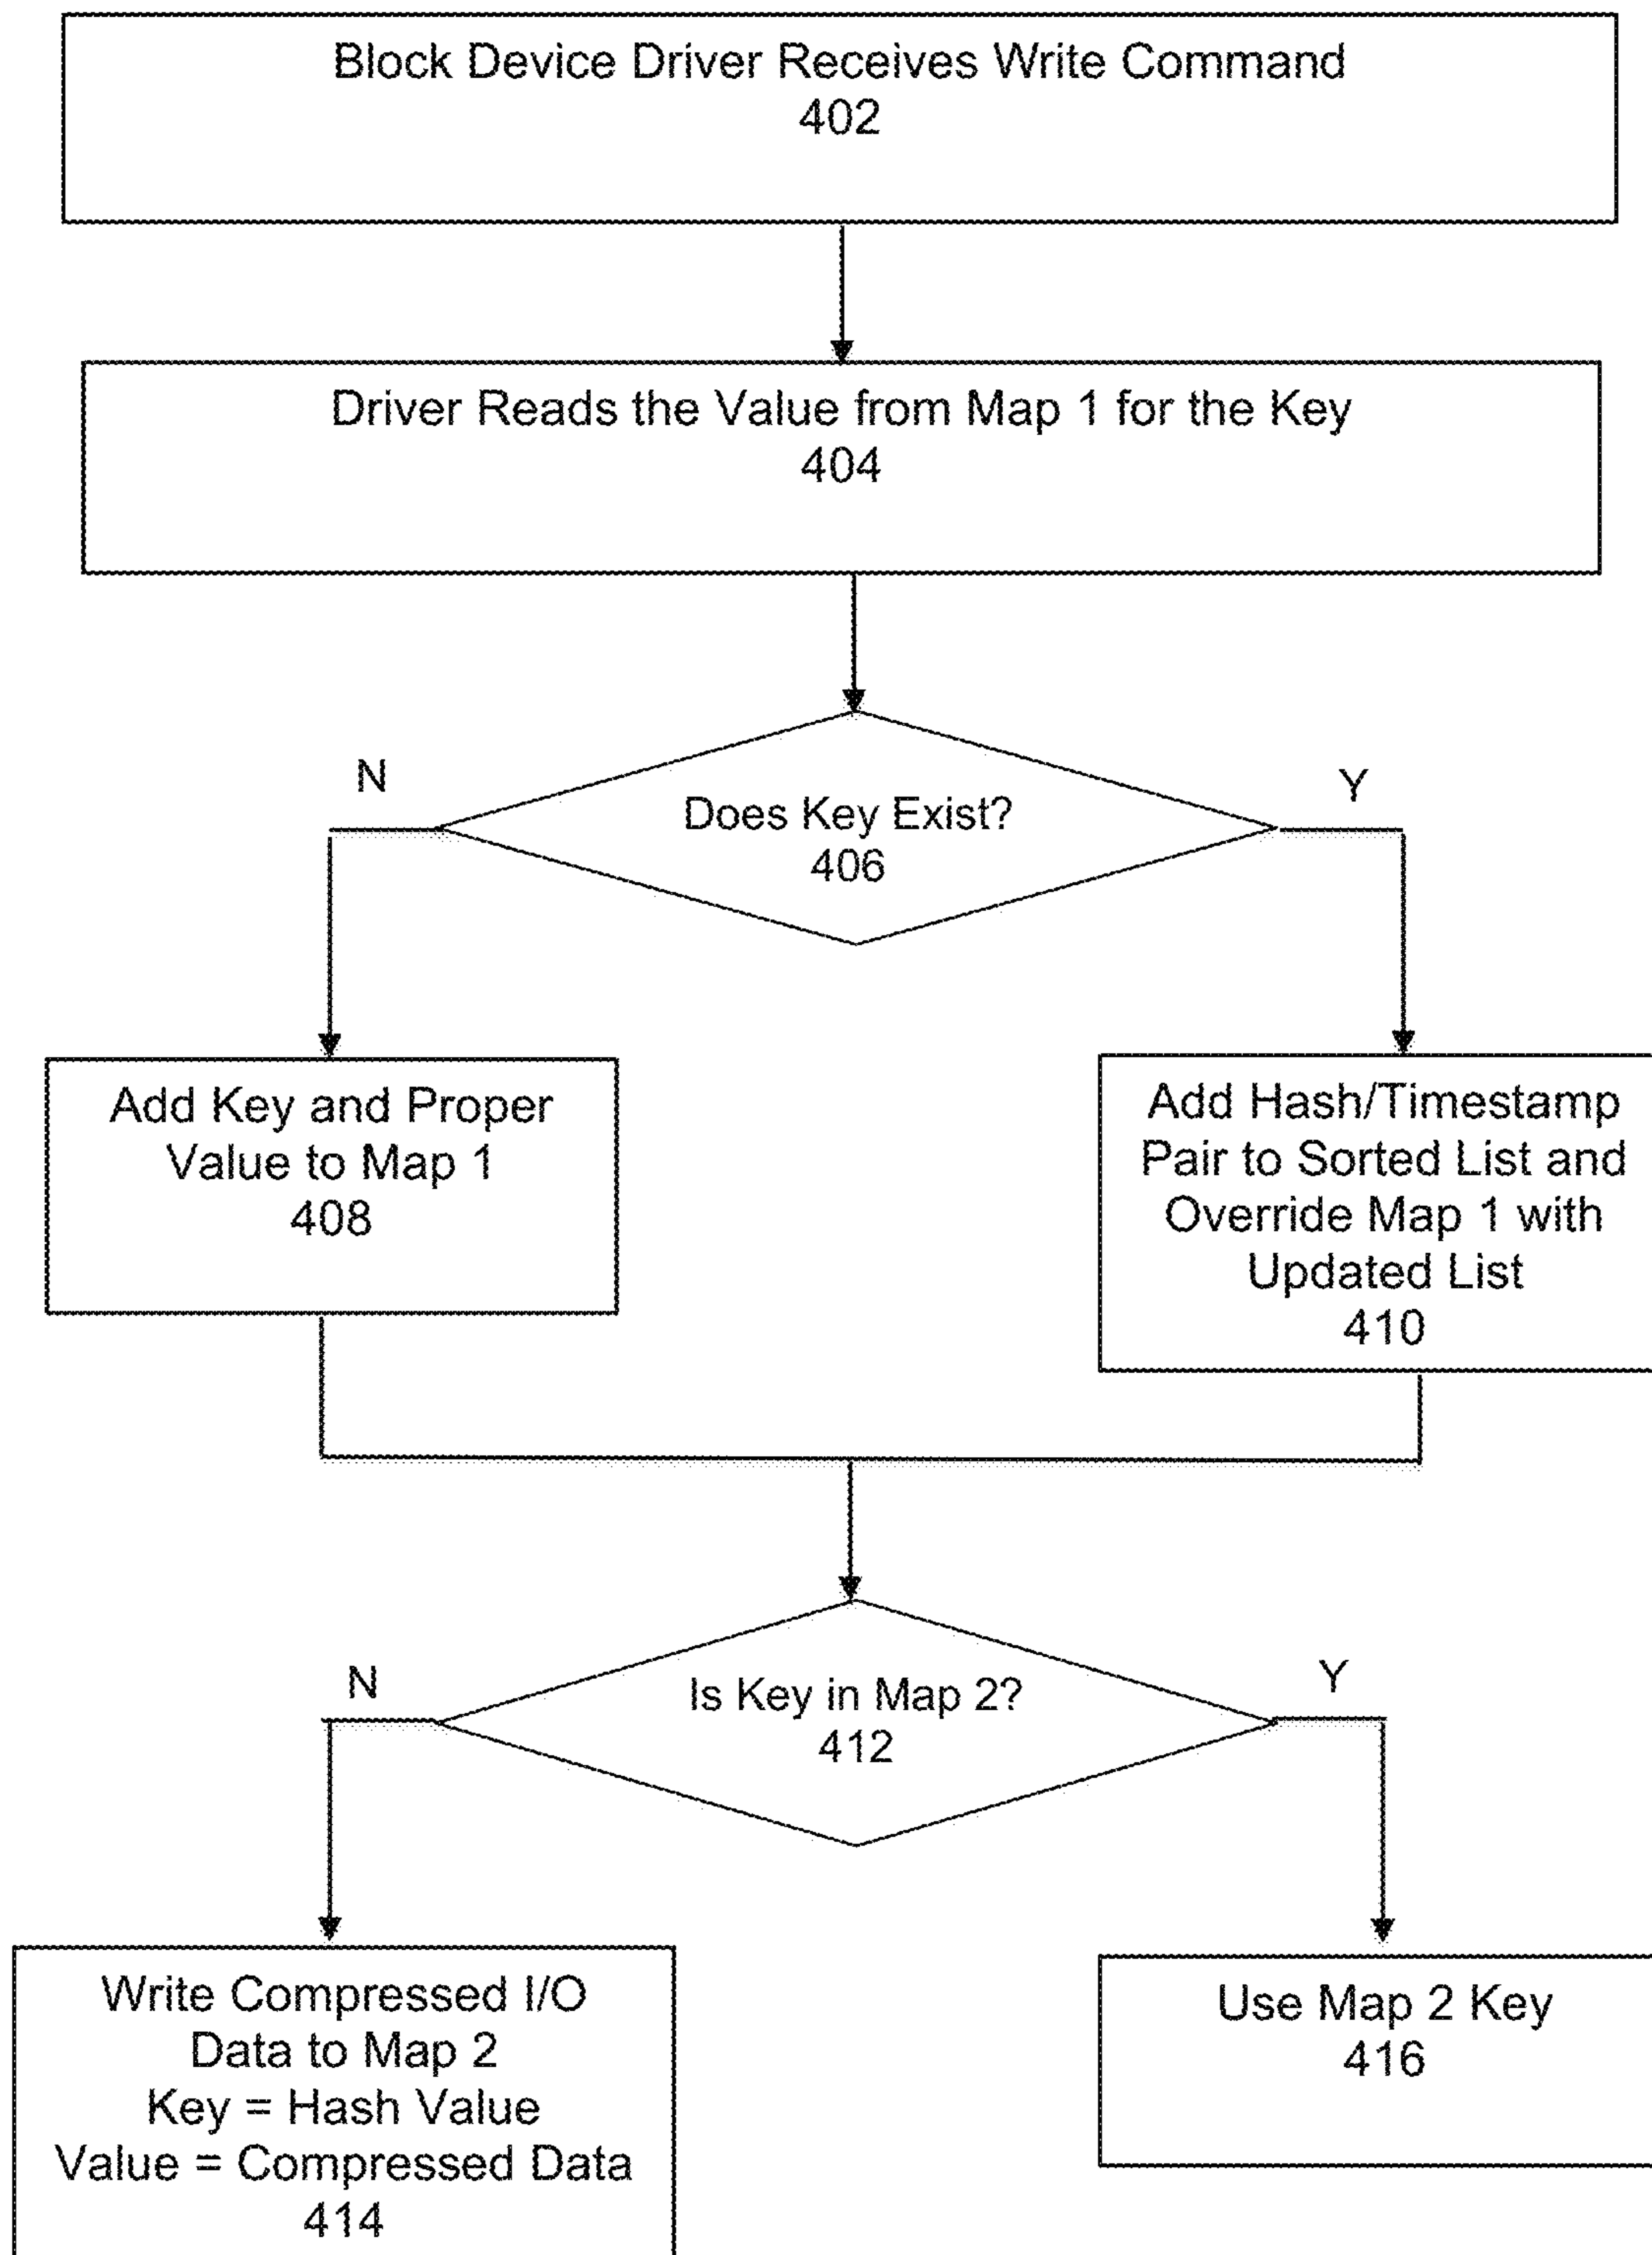 Block Device Driver Receives Write Command
402
Driver Reads the Value from Map 1 for the Key
404
N
Y
Does Key Exist?
406
Add Key and Proper
Value to Map 1
408
Add Hash/Timestamp
Pair to Sorted List and
Override Map 1 with
Updated List
410
N
Y
Is Key in Map 2?
412
Write Compressed I/O
Data to Map 2
Key = Hash Value
Value = Compressed Data
414
Use Map 2 Key
416